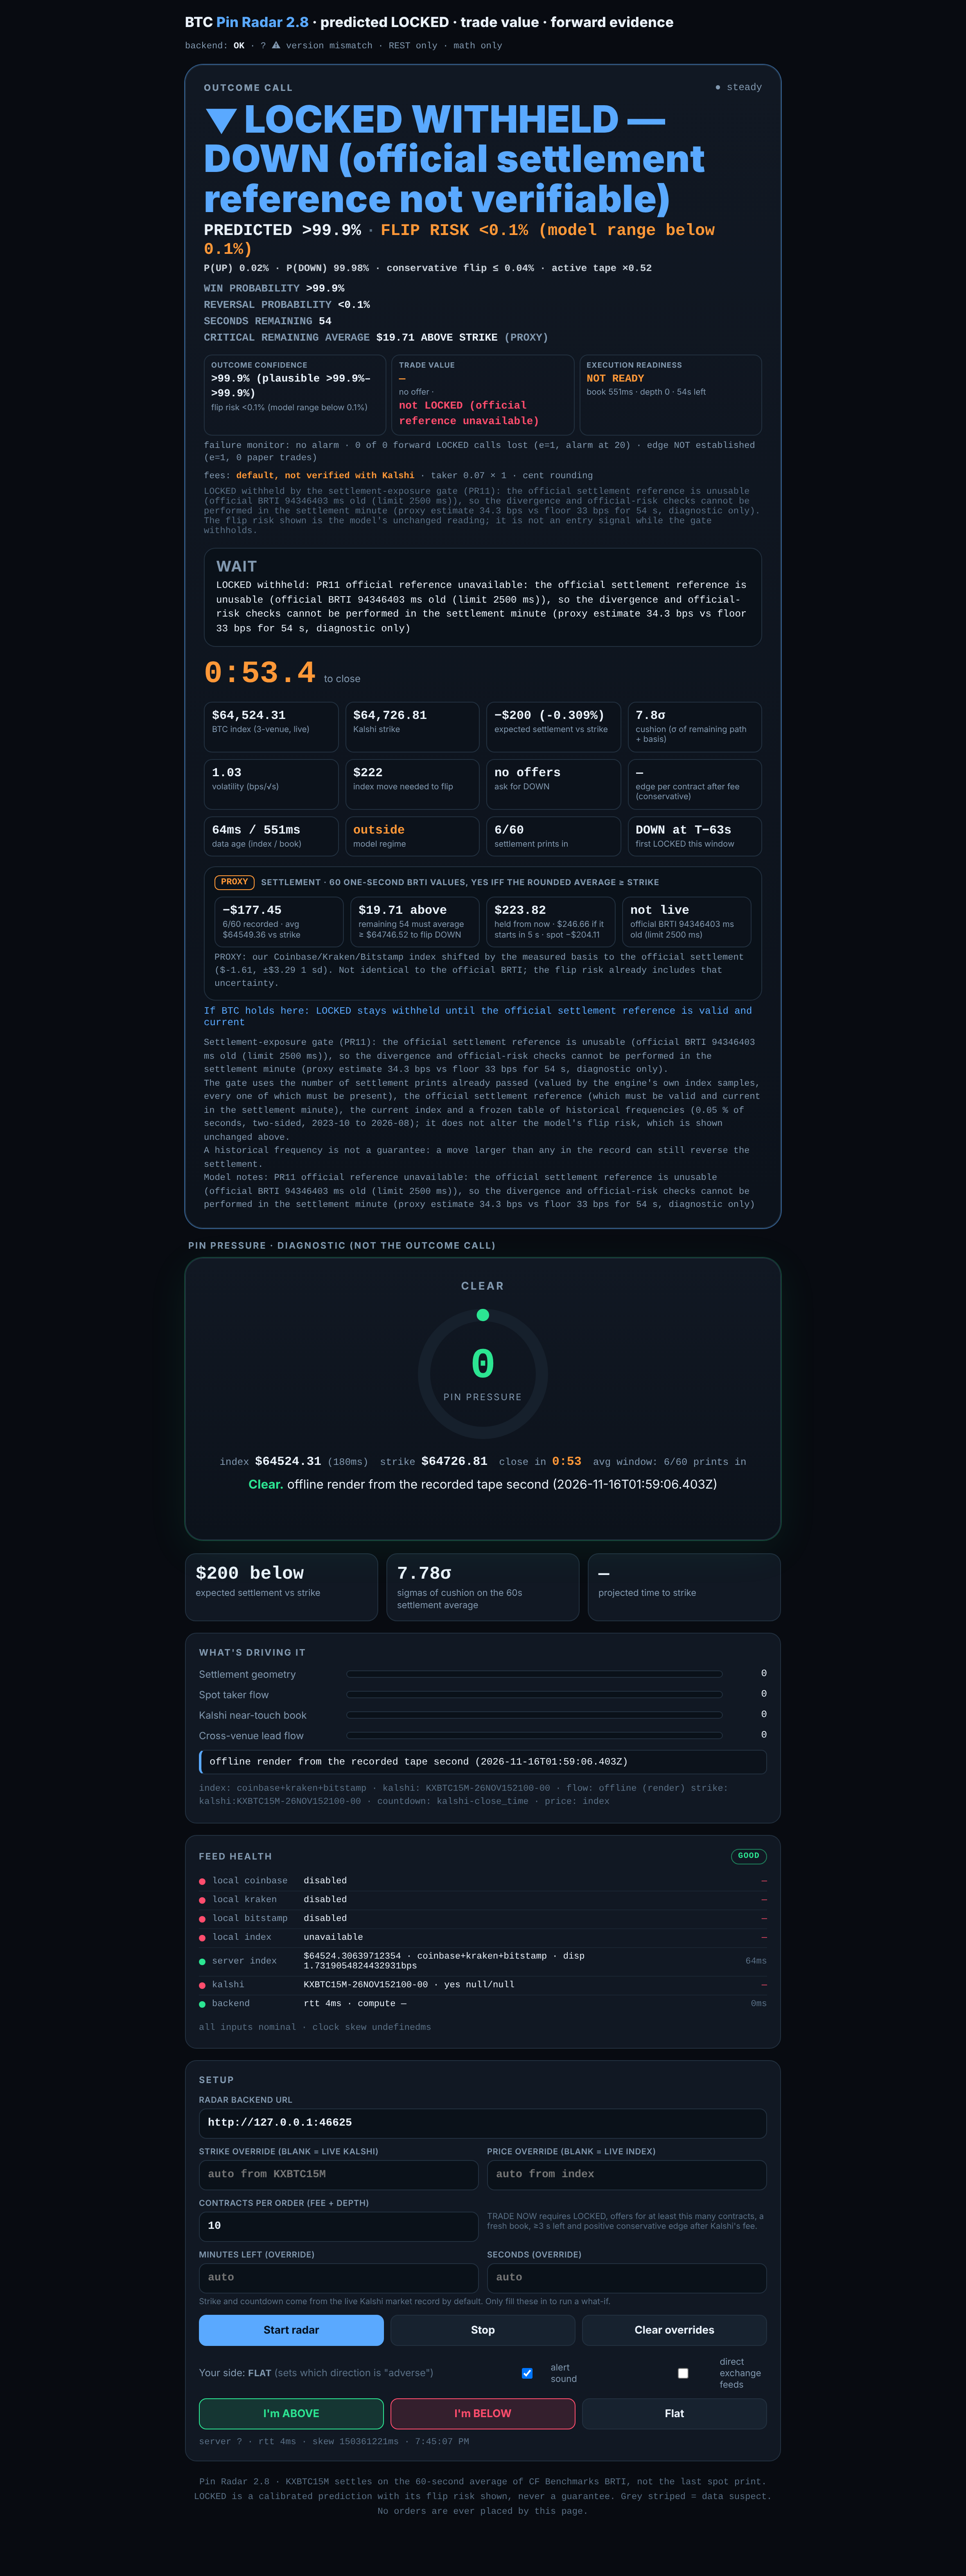 BTC Pin Radar 2.8 · predicted LOCKED · trade value · forward evidence
backend: OK · ? ⚠ version mismatch · REST only · math only
OUTCOME CALL
● steady
▼ LOCKED WITHHELD —
DOWN (official settlement
reference not verifiable)
PREDICTED >99.9% · FLIP RISK <0.1% (model range below
0.1%)
P(UP) 0.02% · P(DOWN) 99.98% · conservative flip ≤ 0.04% · active tape ×0.52
WIN PROBABILITY >99.9%
REVERSAL PROBABILITY <0.1%
SECONDS REMAINING 54
CRITICAL REMAINING AVERAGE $19.71 ABOVE STRIKE (PROXY)
OUTCOME CONFIDENCE
>99.9% (plausible >99.9%–
>99.9%)
flip risk <0.1% (model range below 0.1%)
TRADE VALUE
—
no offer ·
not LOCKED (official
reference unavailable)
EXECUTION READINESS
NOT READY
book 551ms · depth 0 · 54s left
failure monitor: no alarm · 0 of 0 forward LOCKED calls lost (e=1, alarm at 20) · edge NOT established
(e=1, 0 paper trades)
fees: default, not verified with Kalshi · taker 0.07 × 1 · cent rounding
LOCKED withheld by the settlement-exposure gate (PR11): the official settlement reference is unusable
(official BRTI 94346403 ms old (limit 2500 ms)), so the divergence and official-risk checks cannot be
performed in the settlement minute (proxy estimate 34.3 bps vs floor 33 bps for 54 s, diagnostic only).
The flip risk shown is the model's unchanged reading; it is not an entry signal while the gate
withholds.
WAIT
LOCKED withheld: PR11 official reference unavailable: the official settlement reference is
unusable (official BRTI 94346403 ms old (limit 2500 ms)), so the divergence and official-
risk checks cannot be performed in the settlement minute (proxy estimate 34.3 bps vs floor
33 bps for 54 s, diagnostic only)
0:53.4 to close
$64,524.31
BTC index (3-venue, live)
$64,726.81
Kalshi strike
−$200 (-0.309%)
expected settlement vs strike
7.8σ
cushion (σ of remaining path
+ basis)
1.03
volatility (bps/√s)
$222
index move needed to flip
no offers
ask for DOWN
—
edge per contract after fee
(conservative)
64ms / 551ms
data age (index / book)
outside
model regime
6/60
settlement prints in
DOWN at T−63s
first LOCKED this window
PROXY SETTLEMENT · 60 ONE-SECOND BRTI VALUES, YES IFF THE ROUNDED AVERAGE ≥ STRIKE
−$177.45
6/60 recorded · avg
$64549.36 vs strike
$19.71 above
remaining 54 must average
≥ $64746.52 to flip DOWN
$223.82
held from now · $246.66 if it
starts in 5 s · spot −$204.11
not live
official BRTI 94346403 ms
old (limit 2500 ms)
PROXY: our Coinbase/Kraken/Bitstamp index shifted by the measured basis to the official settlement
($-1.61, ±$3.29 1 sd). Not identical to the official BRTI; the flip risk already includes that
uncertainty.
If BTC holds here: LOCKED stays withheld until the official settlement reference is valid and
current
Settlement-exposure gate (PR11): the official settlement reference is unusable (official BRTI 94346403
ms old (limit 2500 ms)), so the divergence and official-risk checks cannot be performed in the
settlement minute (proxy estimate 34.3 bps vs floor 33 bps for 54 s, diagnostic only).
The gate uses the number of settlement prints already passed (valued by the engine's own index samples,
every one of which must be present), the official settlement reference (which must be valid and current
in the settlement minute), the current index and a frozen table of historical frequencies (0.05 % of
seconds, two-sided, 2023-10 to 2026-08); it does not alter the model's flip risk, which is shown
unchanged above.
A historical frequency is not a guarantee: a move larger than any in the record can still reverse the
settlement.
Model notes: PR11 official reference unavailable: the official settlement reference is unusable
(official BRTI 94346403 ms old (limit 2500 ms)), so the divergence and official-risk checks cannot be
performed in the settlement minute (proxy estimate 34.3 bps vs floor 33 bps for 54 s, diagnostic only)
PIN PRESSURE · DIAGNOSTIC (NOT THE OUTCOME CALL)
CLEAR
0
PIN PRESSURE
index $64524.31 (180ms) strike $64726.81 close in 0:53 avg window: 6/60 prints in
Clear. offline render from the recorded tape second (2026-11-16T01:59:06.403Z)
$200 below
expected settlement vs strike
7.78σ
sigmas of cushion on the 60s
settlement average
—
projected time to strike
WHAT'S DRIVING IT
Settlement geometry 0
Spot taker flow 0
Kalshi near-touch book 0
Cross-venue lead flow 0
offline render from the recorded tape second (2026-11-16T01:59:06.403Z)
index: coinbase+kraken+bitstamp · kalshi: KXBTC15M-26NOV152100-00 · flow: offline (render) strike:
kalshi:KXBTC15M-26NOV152100-00 · countdown: kalshi-close_time · price: index
FEED HEALTH
GOOD
local coinbase disabled —
local kraken disabled —
local bitstamp disabled —
local index unavailable —
server index $64524.30639712354 · coinbase+kraken+bitstamp · disp
1.7319054824432931bps 64ms
kalshi KXBTC15M-26NOV152100-00 · yes null/null —
backend rtt 4ms · compute — 0ms
all inputs nominal · clock skew undefinedms
SETUP
RADAR BACKEND URL
http://127.0.0.1:46625
STRIKE OVERRIDE (BLANK = LIVE KALSHI)
auto from KXBTC15M
PRICE OVERRIDE (BLANK = LIVE INDEX)
auto from index
CONTRACTS PER ORDER (FEE + DEPTH)
10
TRADE NOW requires LOCKED, offers for at least this many contracts, a
fresh book, ≥3 s left and positive conservative edge after Kalshi's fee.
MINUTES LEFT (OVERRIDE)
auto
SECONDS (OVERRIDE)
auto
Strike and countdown come from the live Kalshi market record by default. Only fill these in to run a what-if.
Start radar
Stop
Clear overrides
Your side: FLAT (sets which direction is "adverse")
alert
sound
direct
exchange
feeds
I'm ABOVE
I'm BELOW
Flat
server ? · rtt 4ms · skew 150361221ms · 7:45:07 PM
Pin Radar 2.8 · KXBTC15M settles on the 60-second average of CF Benchmarks BRTI, not the last spot print.
LOCKED is a calibrated prediction with its flip risk shown, never a guarantee. Grey striped = data suspect.
No orders are ever placed by this page.